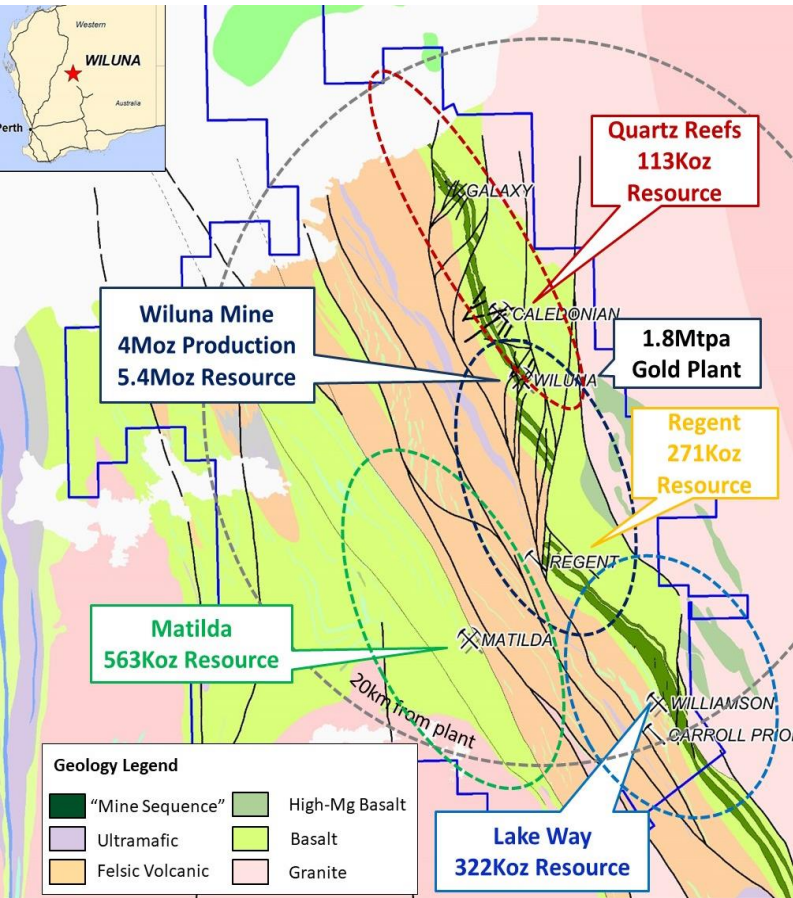 Western
WILUNA
Australia
Perth
Quartz Reefs
113Koz
Resource
GALAXY
CALEDONIAN
Wiluna Mine
4Moz Production
5.4Moz Resource
1.8Mtpa
Gold Plant
WILUNA
Regent
271Koz
Resource
REGENT
Matilda
563Koz Resource
MATILDA
20km from plant
WILLIAMSON
CARROLL PRIO
Lake Way
322Koz Resource
Geology Legend
“Mine Sequence”
High-Mg Basalt
Ultramafic
Basalt
Felsic Volcanic
Granite